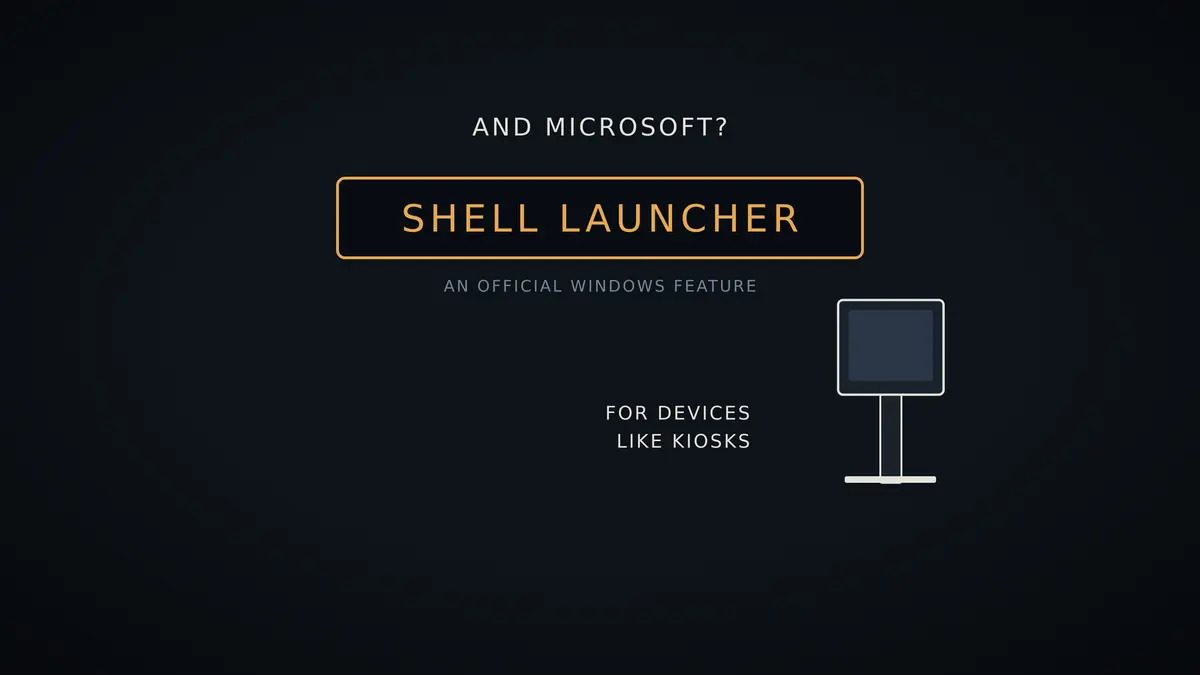 AND MICROSOFT?
SHELL LAUNCHER
AN OFFICIAL WINDOWS FEATURE
FOR DEVICES
LIKE KIOSKS